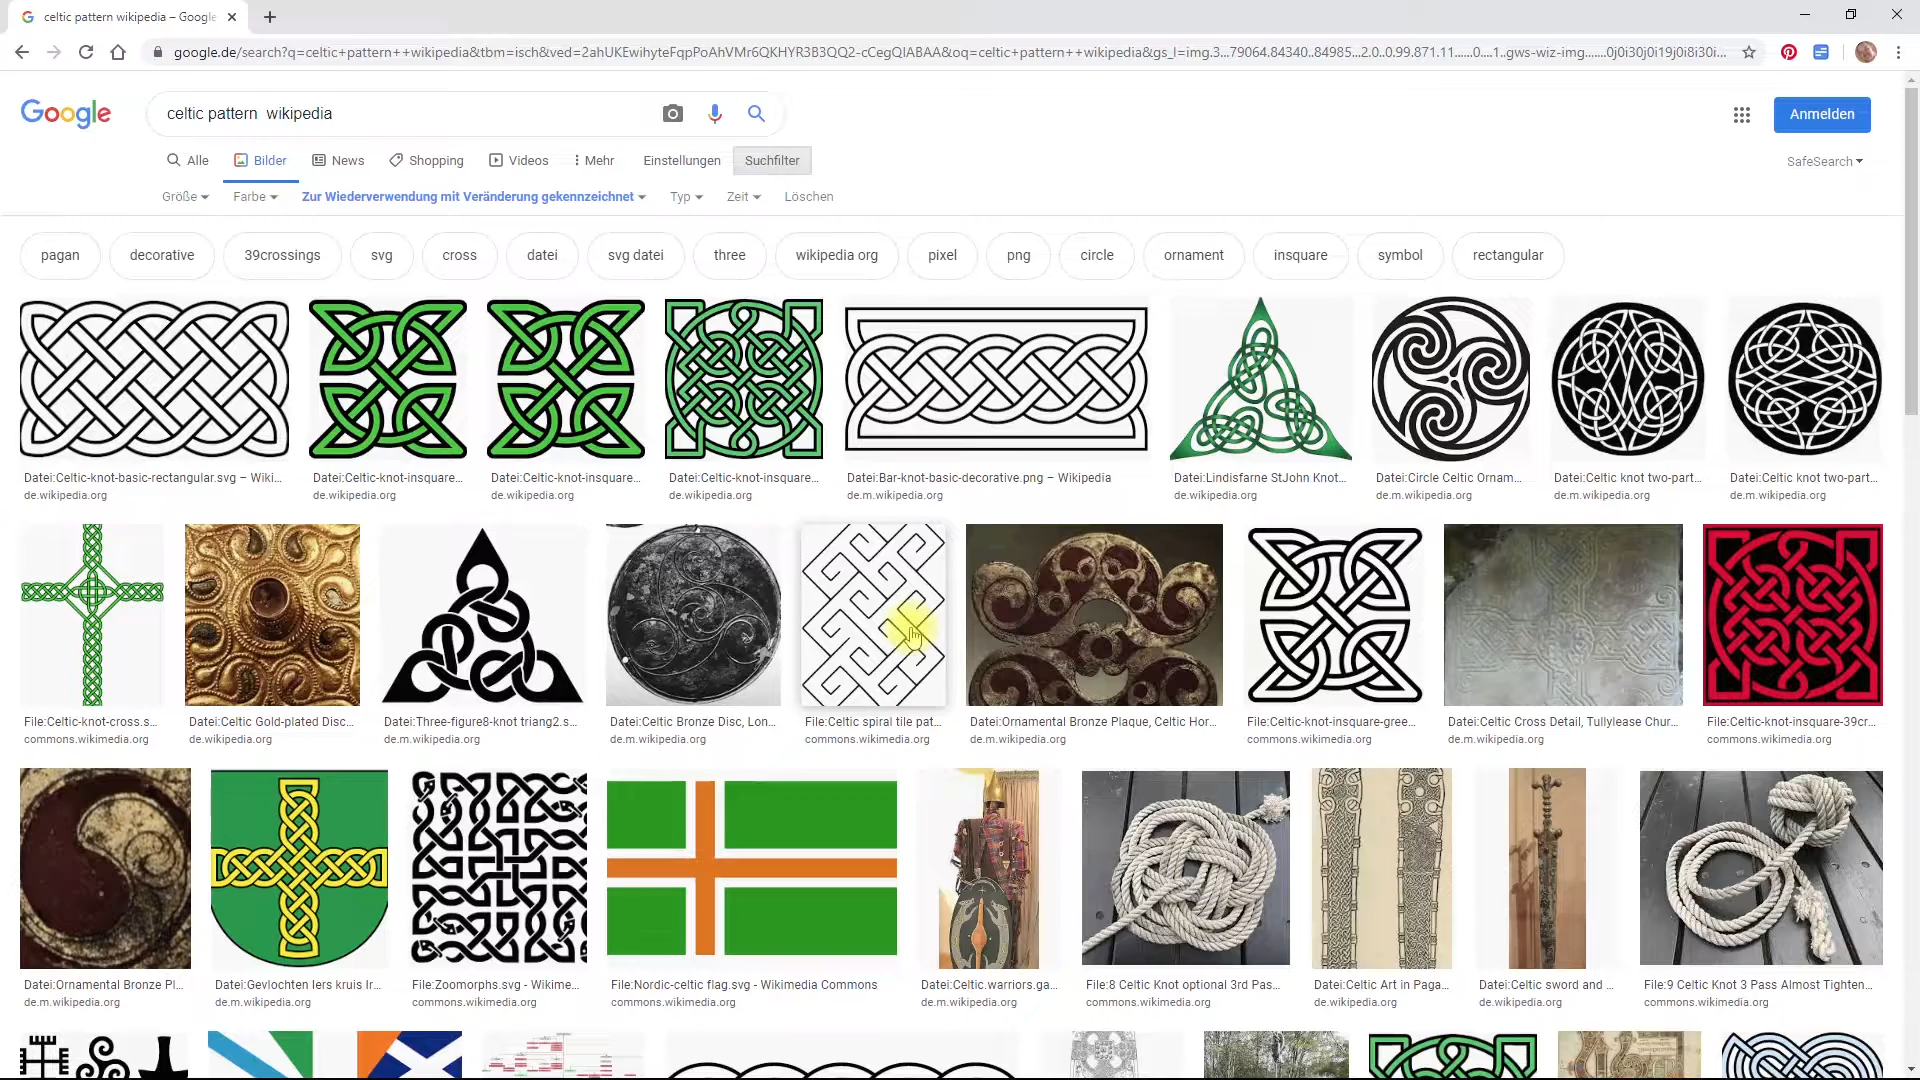 celtic pattern wikipedia – Google
google.de/search?q=celtic+pattern++wikipedia&tbm=isch&ved=2ahUKEwihyteFqpPoAhVMr6QKHYR3B3QQ2-cCegQIABAA&oq=celtic+pattern++wikipedia&gs_l=img.3...79064.84340..84985...2.0..0.99.871.11......0....1..gws-wiz-img.......0j0i30j0i19j0i8i30i...
Google
celtic pattern  wikipedia
Anmelden
Alle Bilder News Shopping Videos Mehr Einstellungen Suchfilter SafeSearch
Größe Farbe Zur Wiederverwendung mit Veränderung gekennzeichnet Typ Zeit Löschen
pagan decorative 39crossings svg cross datei svg datei three wikipedia org pixel png circle ornament insquare symbol rectangular
Datei:Celtic-knot-basic-rectangular.svg – Wiki... Datei:Celtic-knot-insquare... Datei:Celtic-knot-insquare... Datei:Celtic-knot-insquare... Datei:Bar-knot-basic-decorative.png – Wikipedia Datei:Lindisfarne StJohn Knot... Datei:Circle Celtic Ornam... Datei:Celtic knot two-part... Datei:Celtic knot two-part...
de.wikipedia.org de.wikipedia.org de.wikipedia.org de.wikipedia.org de.m.wikipedia.org de.wikipedia.org de.m.wikipedia.org de.m.wikipedia.org de.m.wikipedia.org
File:Celtic-knot-cross.s... Datei:Celtic Gold-plated Disc... Datei:Three-figure8-knot triang2.s... Datei:Celtic Bronze Disc, Lon... File:Celtic spiral tile pat... Datei:Ornamental Bronze Plaque, Celtic Hor... File:Celtic-knot-insquare-gree... Datei:Celtic Cross Detail, Tullylease Chur... File:Celtic-knot-insquare-39cr...
commons.wikimedia.org de.wikipedia.org de.m.wikipedia.org de.m.wikipedia.org commons.wikimedia.org de.m.wikipedia.org commons.wikimedia.org de.m.wikipedia.org commons.wikimedia.org
Datei:Ornamental Bronze Pl... Datei:Gevlochten Iers kruis Ir... File:Zoomorphs.svg - Wikime... File:Nordic-celtic flag.svg - Wikimedia Commons Datei:Celtic.warriors.ga... File:8 Celtic Knot optional 3rd Pas... Datei:Celtic Art in Paga... Datei:Celtic sword and ... File:9 Celtic Knot 3 Pass Almost Tighten...
de.m.wikipedia.org de.m.wikipedia.org commons.wikimedia.org commons.wikimedia.org de.m.wikipedia.org commons.wikimedia.org de.wikipedia.org de.wikipedia.org commons.wikimedia.org